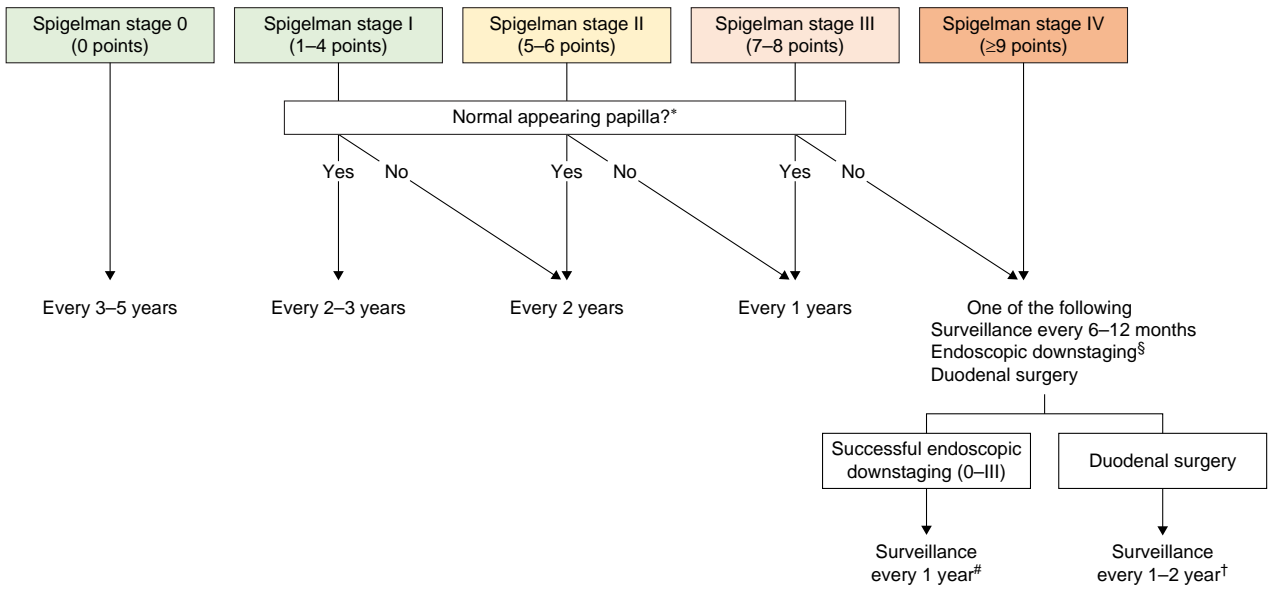 Spigelman stage 0
(0 points)
Spigelman stage I
(1–4 points)
Spigelman stage II
(5–6 points)
Spigelman stage III
(7–8 points)
Spigelman stage IV
(≥9 points)
Normal appearing papilla?*
Yes
No
Yes
No
Yes
No
Every 3–5 years
Every 2–3 years
Every 2 years
Every 1 years
One of the following
Surveillance every 6–12 months
Endoscopic downstaging§
Duodenal surgery
Successful endoscopic
downstaging (0–III)
Duodenal surgery
Surveillance
every 1 year#
Surveillance
every 1–2 year†